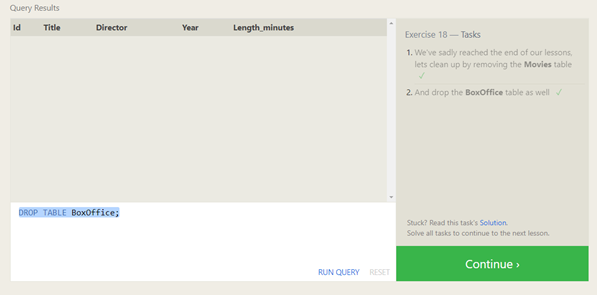 Query Results
Id Title Director Year Length_minutes
DROP TABLE BoxOffice;
RUN QUERY RESET
Exercise 18 — Tasks
1. We've sadly reached the end of our lessons,
lets clean up by removing the Movies table
✓
2. And drop the BoxOffice table as well ✓
Stuck? Read this task's Solution.
Solve all tasks to continue to the next lesson.
Continue ›